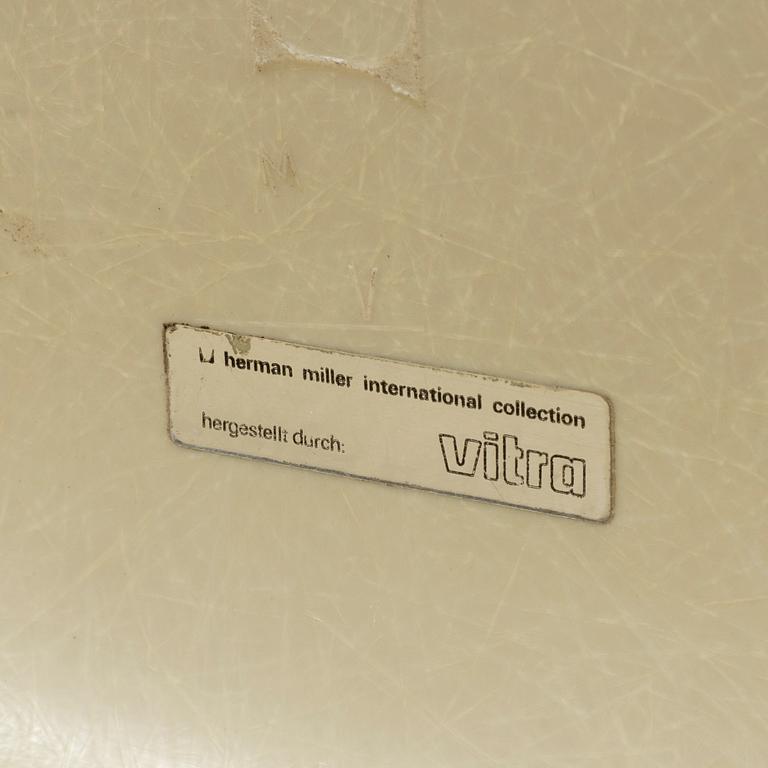 M
V
herman miller international collection
hergestellt durch:
vitra